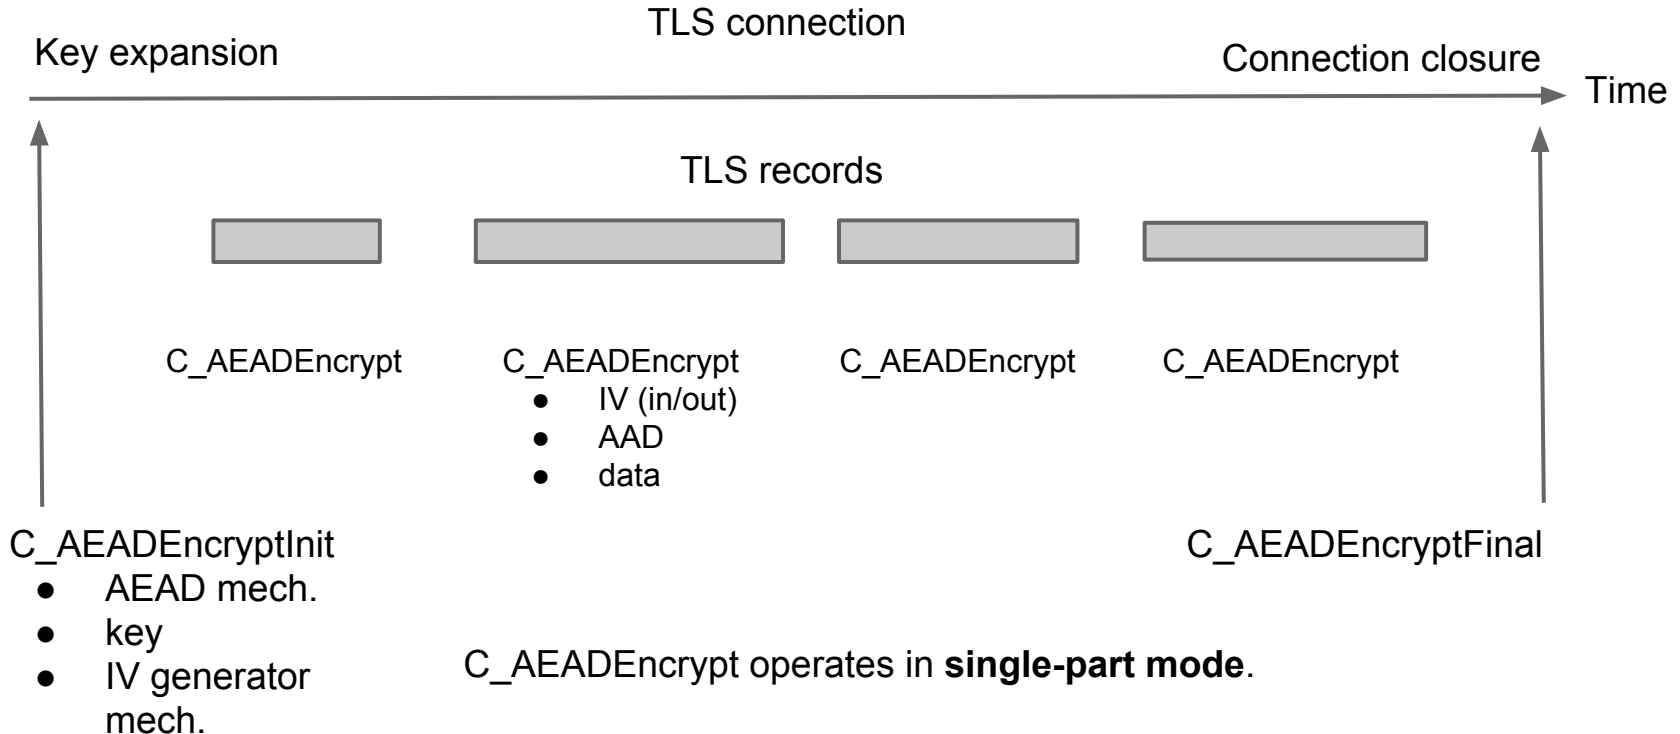 TLS connection
Key expansion
Connection closure
Time
TLS records
C_AEADEncrypt
C_AEADEncrypt
● IV (in/out)
● AAD
● data
C_AEADEncrypt
C_AEADEncrypt
C_AEADEncryptInit
● AEAD mech.
● key
● IV generator
mech.
C_AEADEncryptFinal
C_AEADEncrypt operates in single-part mode.